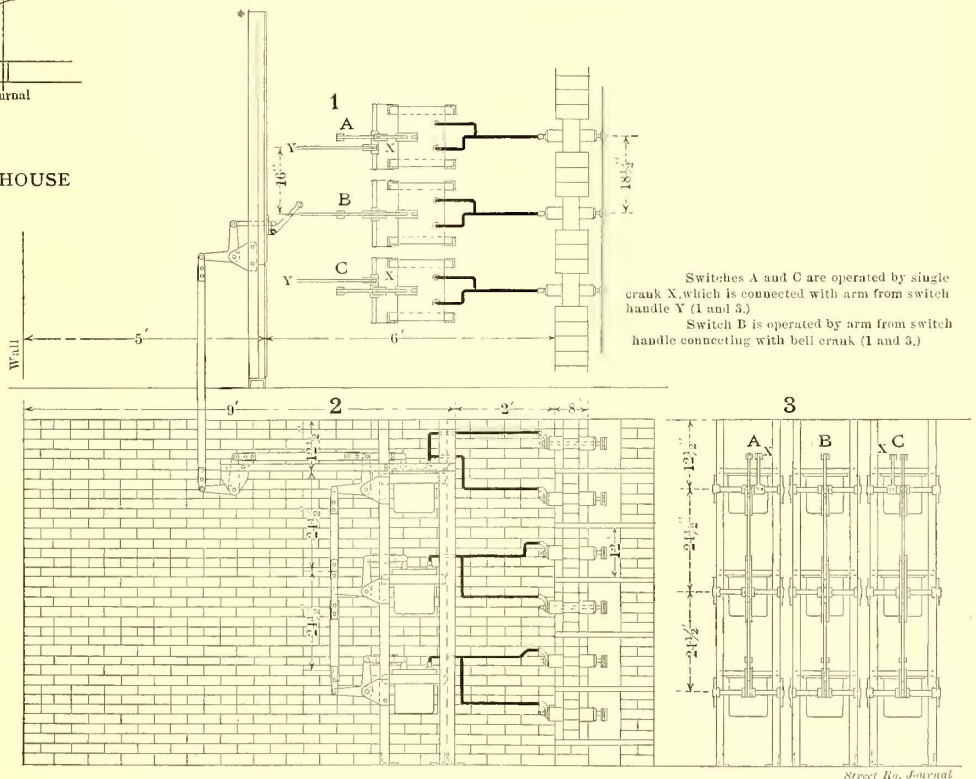 urnal
HOUSE
1
A
Y
X
16"
B
C
Y
X
18½"
Switches A and C are operated by single
crank X, which is connected with arm from switch
handle Y (1 and 3.)
Switch B is operated by arm from switch
handle connecting with bell crank (1 and 3.)
Wall
5'
6'
9'
2
2'
8"
12½"
24½"
24½"
12"
3
A
X
B
X
C
12½"
24½"
24½"
Street Ry. Journal